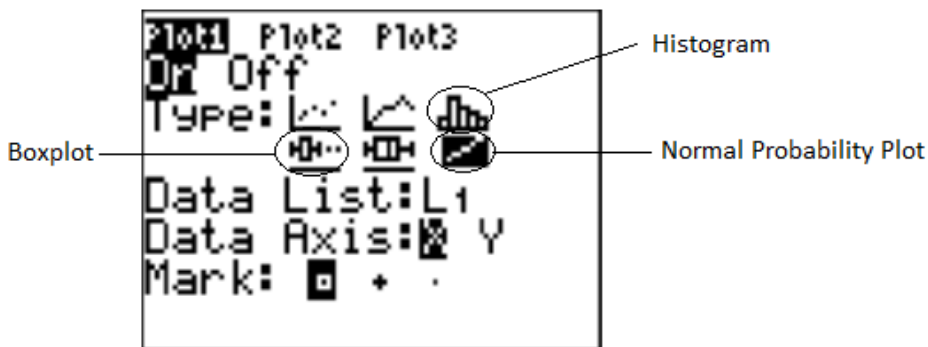 Plot1 Plot2 Plot3
On Off
Histogram
Type:
Boxplot
Normal Probability Plot
Data List:L1
Data Axis:X Y
Mark: